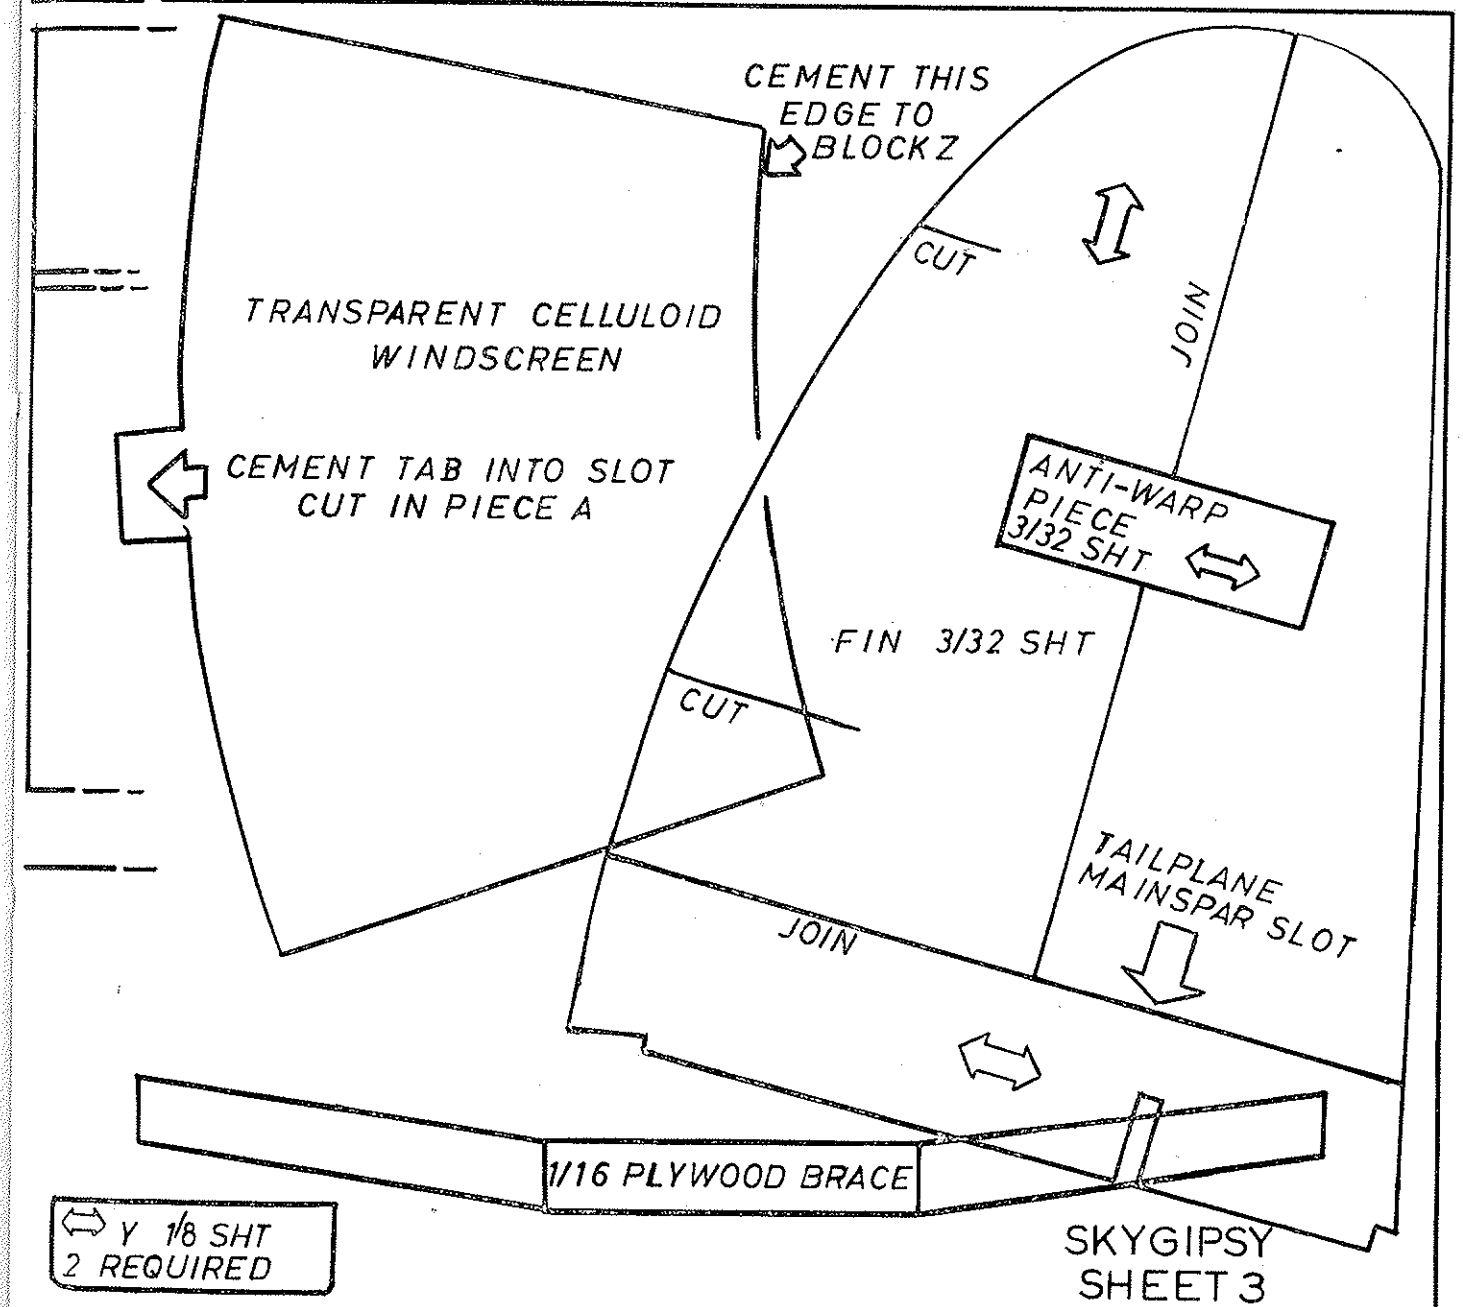 CEMENT THIS
EDGE TO
BLOCK Z
CUT
JOIN
TRANSPARENT CELLULOID
WINDSCREEN
CEMENT TAB INTO SLOT
CUT IN PIECE A
ANTI-WARP
PIECE
3/32 SHT
FIN 3/32 SHT
CUT
TAILPLANE
MAINSPAR SLOT
JOIN
1/16 PLYWOOD BRACE
Y 1/8 SHT
2 REQUIRED
SKYGIPSY
SHEET 3